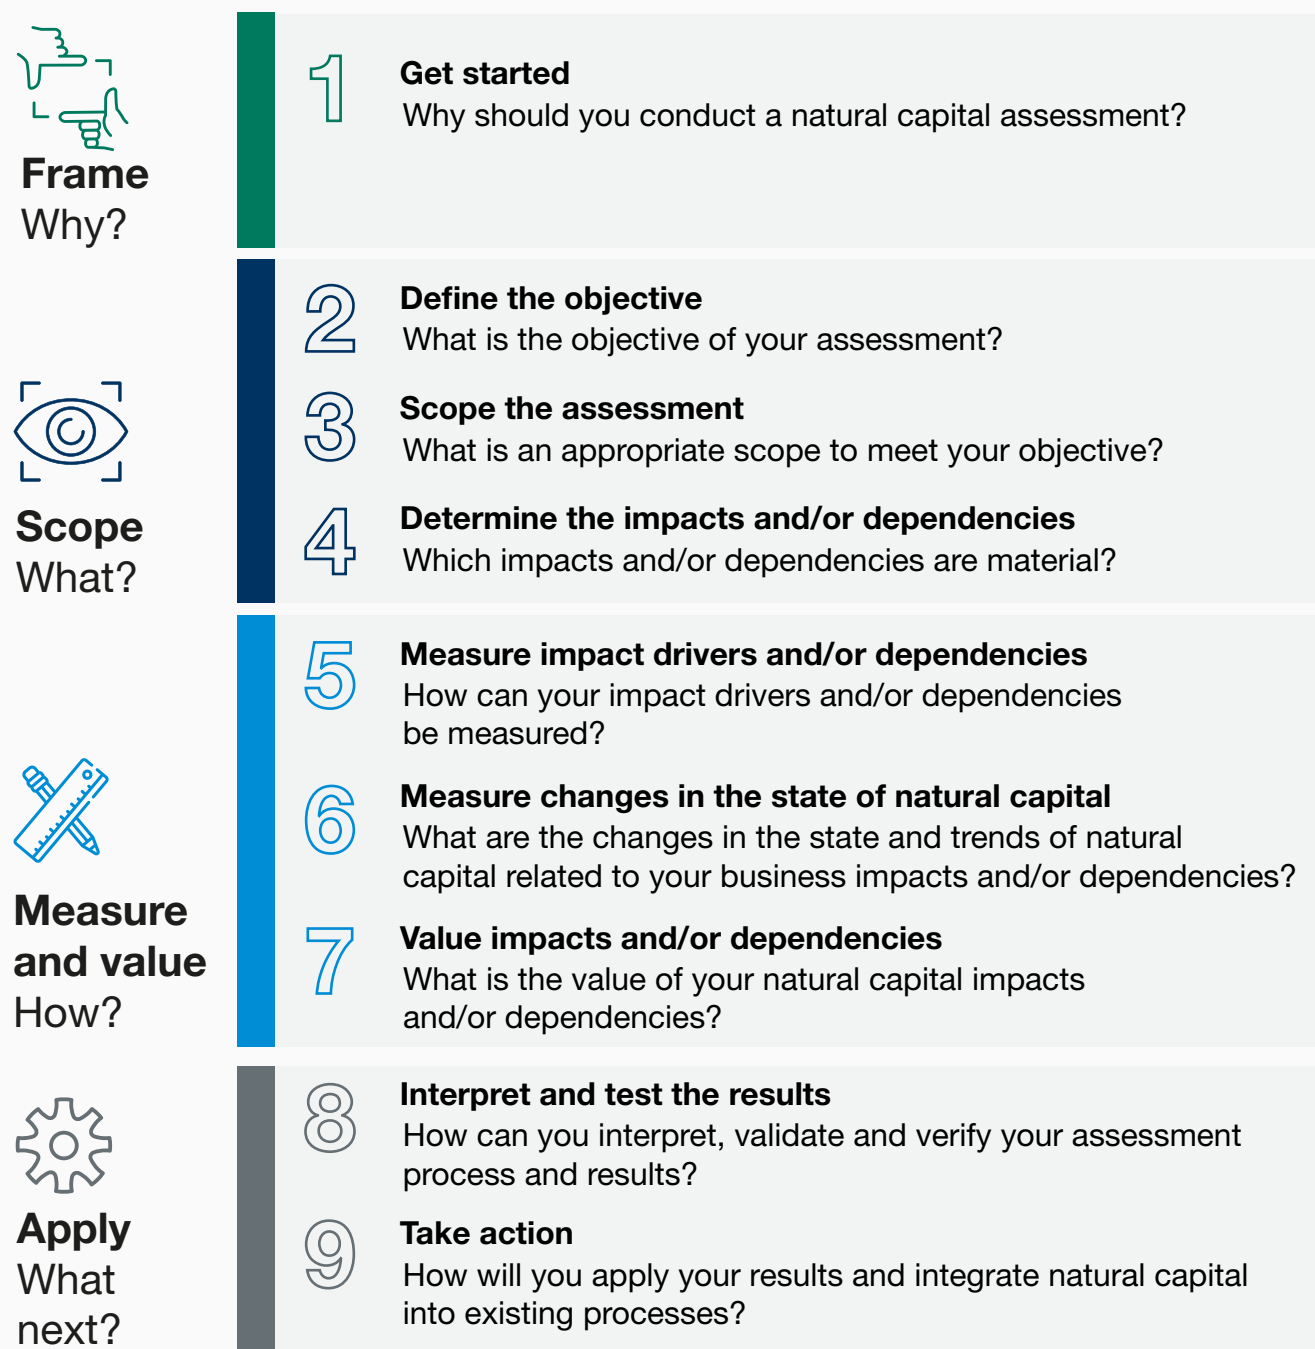 Frame
Why?
1
Get started
Why should you conduct a natural capital assessment?
Scope
What?
2
Define the objective
What is the objective of your assessment?
3
Scope the assessment
What is an appropriate scope to meet your objective?
4
Determine the impacts and/or dependencies
Which impacts and/or dependencies are material?
Measure
and value
How?
5
Measure impact drivers and/or dependencies
How can your impact drivers and/or dependencies
be measured?
6
Measure changes in the state of natural capital
What are the changes in the state and trends of natural
capital related to your business impacts and/or dependencies?
7
Value impacts and/or dependencies
What is the value of your natural capital impacts
and/or dependencies?
Apply
What
next?
8
Interpret and test the results
How can you interpret, validate and verify your assessment
process and results?
9
Take action
How will you apply your results and integrate natural capital
into existing processes?